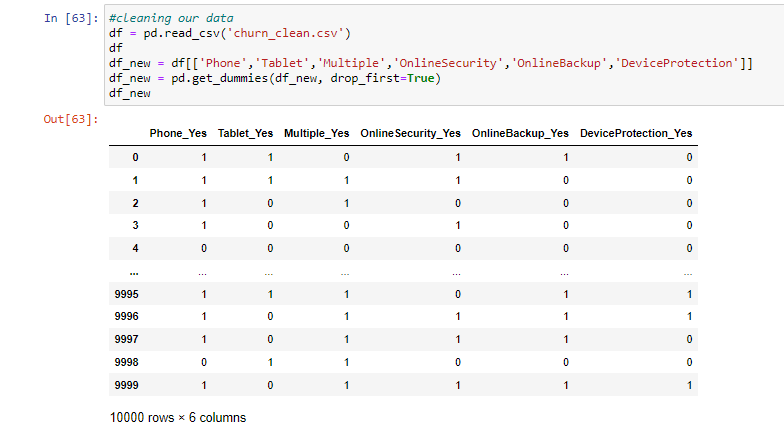 In [63]: #cleaning our data
df = pd.read_csv('churn_clean.csv')
df
df_new = df[['Phone','Tablet','Multiple','OnlineSecurity','OnlineBackup','DeviceProtection']]
df_new = pd.get_dummies(df_new, drop_first=True)
df_new
Out[63]:
Phone_Yes Tablet_Yes Multiple_Yes OnlineSecurity_Yes OnlineBackup_Yes DeviceProtection_Yes
0 1 1 0 1 1 0
1 1 1 1 1 0 0
2 1 0 1 0 0 0
3 1 0 0 1 0 0
4 0 0 0 0 0 0
... ... ... ... ... ... ...
9995 1 1 1 0 1 1
9996 1 0 1 1 1 1
9997 1 0 1 1 1 0
9998 0 1 1 0 0 0
9999 1 0 1 1 1 1
10000 rows × 6 columns